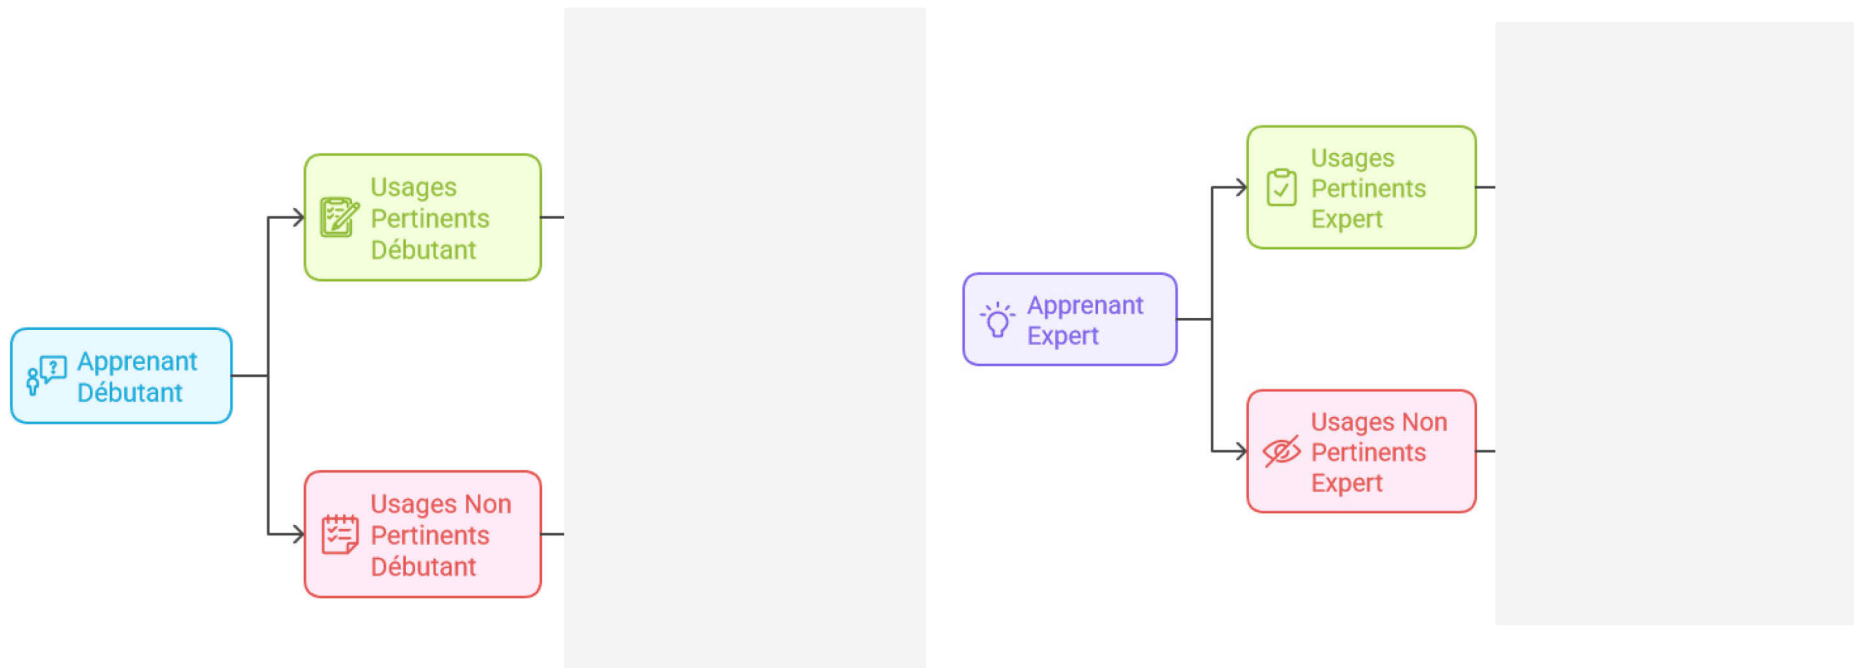 Usages
Pertinents
Débutant
Apprenant
Débutant
Usages Non
Pertinents
Débutant
Usages
Pertinents
Expert
Apprenant
Expert
Usages Non
Pertinents
Expert